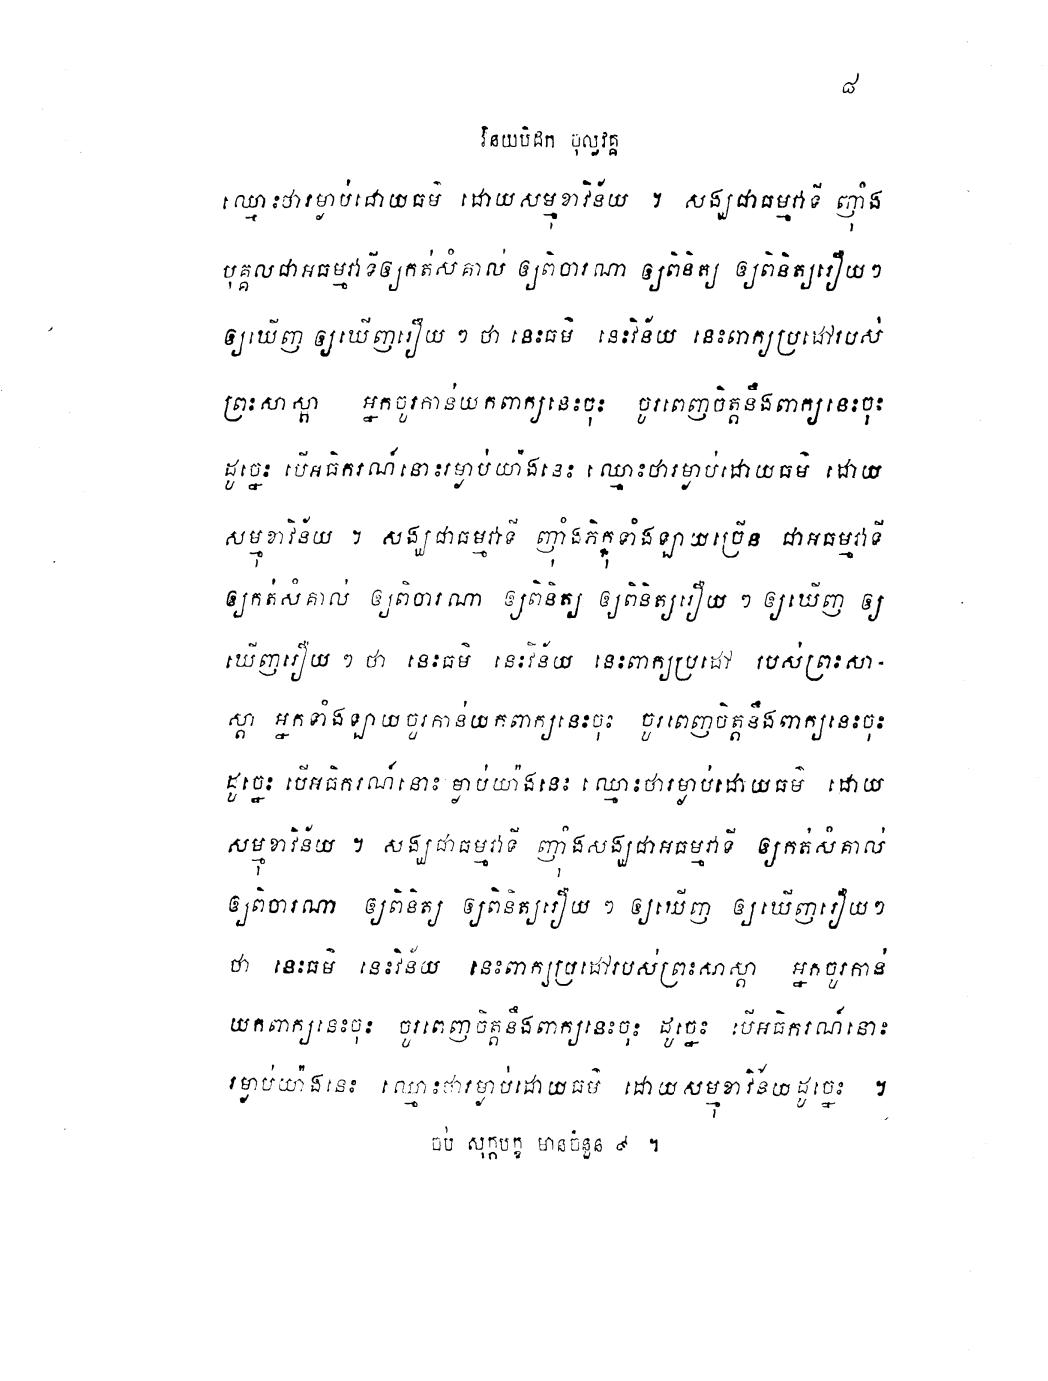 ៨
វិនយបិដក ចុល្លវគ្គ
ឈ្មោះថារម្ងាប់ដោយធម៌ ដោយសម្មុខាវិន័យ ។ សង្ឃជាធម្មវាទី ញុំាង
បុគ្គលជាអធម្មវាទីឲ្យកត់សំគាល់ ឲ្យពិចារណា ឲ្យពិនិត្យ ឲ្យពិនិត្យរឿយៗ
ឲ្យឃើញ ឲ្យឃើញរឿយ ៗ ថា នេះធម៌ នេះវិន័យ នេះពាក្យប្រដៅរបស់
ព្រះសាស្តា អ្នកចូរកាន់យកពាក្យនេះចុះ ចូរពេញចិត្តនឹងពាក្យនេះចុះ
ដូច្នេះ បើអធិករណ៍នោះរម្ងាប់យ៉ាងនេះ ឈ្មោះថារម្ងាប់ដោយធម៌ ដោយ
សម្មុខាវិន័យ ។ សង្ឃជាធម្មវាទី ញុំាងភិក្ខុទាំងឡាយច្រើន ជាអធម្មវាទី
ឲ្យកត់សំគាល់ ឲ្យពិចារណា ឲ្យពិនិត្យ ឲ្យពិនិត្យរឿយ ៗ ឲ្យឃើញ ឲ្យ
ឃើញរឿយ ៗ ថា នេះធម៌ នេះវិន័យ នេះពាក្យប្រដៅ របស់ព្រះសា-
ស្តា អ្នកទាំងឡាយចូរកាន់យកពាក្យនេះចុះ ចូរពេញចិត្តនឹងពាក្យនេះចុះ
ដូច្នេះ បើអធិករណ៍នោះ ម្ងាប់យ៉ាងនេះ ឈ្មោះថារម្ងាប់ដោយធម៌ ដោយ
សម្មុខាវិន័យ ។ សង្ឃជាធម្មវាទី ញុំាងសង្ឃជាអធម្មវាទី ឲ្យកត់សំគាល់
ឲ្យពិចារណា ឲ្យពិនិត្យ ឲ្យពិនិត្យរឿយ ៗ ឲ្យឃើញ ឲ្យឃើញរឿយៗ
ថា នេះធម៌ នេះវិន័យ នេះពាក្យប្រដៅរបស់ព្រះសាស្តា អ្នកចូរកាន់
យកពាក្យនេះចុះ ចូរពេញចិត្តនឹងពាក្យនេះចុះ ដូច្នេះ បើអធិករណ៍នោះ
រម្ងាប់យ៉ាងនេះ ឈ្មោះថារម្ងាប់ដោយធម៌ ដោយសម្មុខាវិន័យដូច្នេះ ។
ចប់ សុក្កបក្ខ មានចំនួន ៩ ។